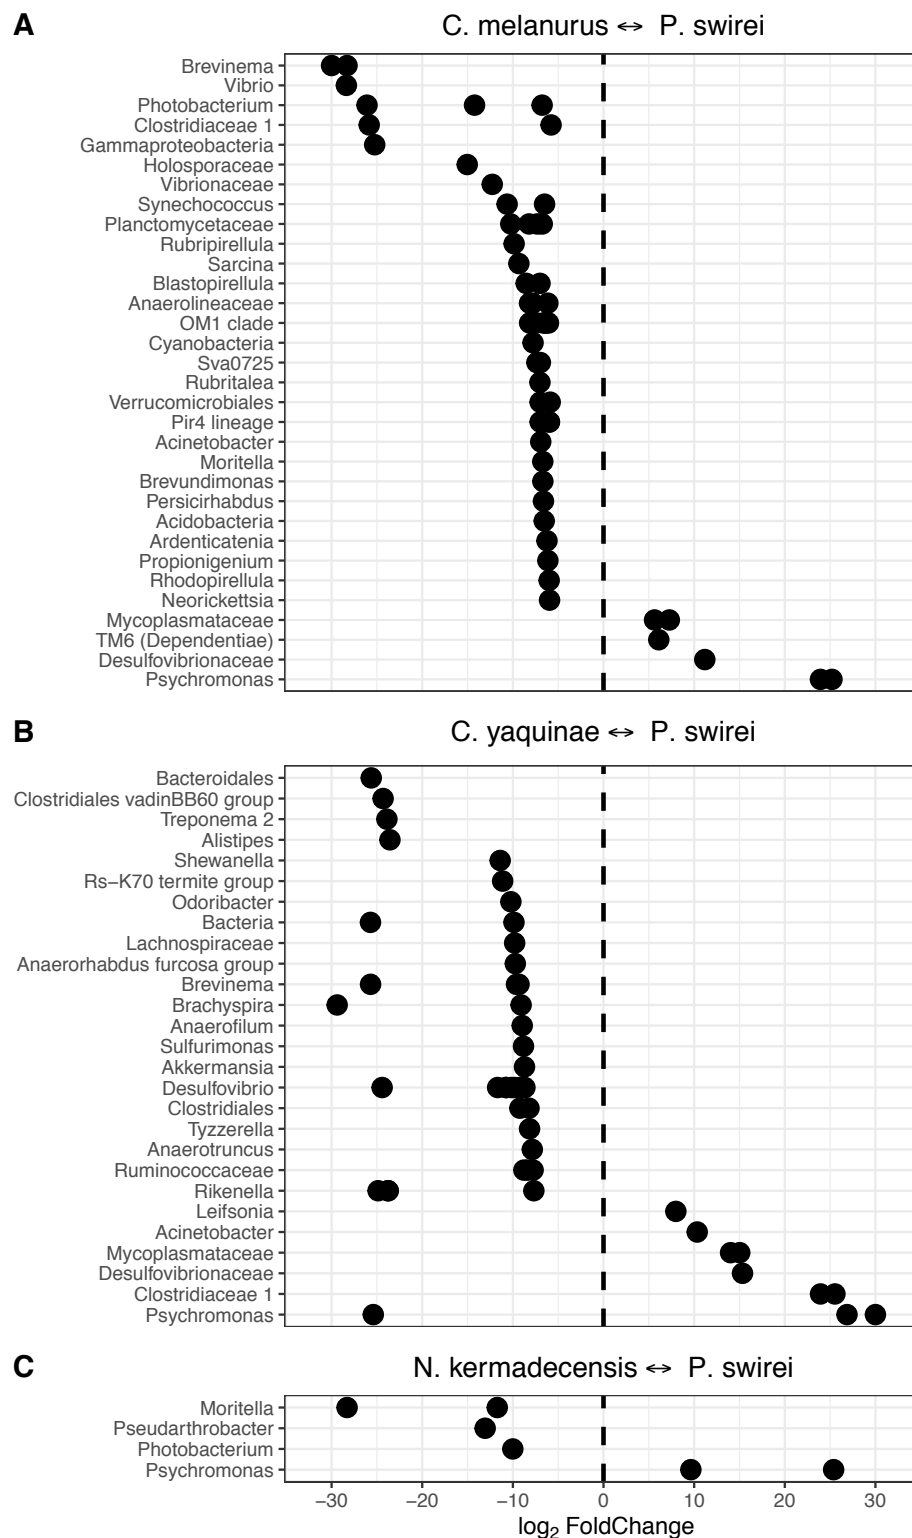 A
C. melanurus ↔ P. swirei
Brevinema
Vibrio
Photobacterium
Clostridiaceae 1
Gammaproteobacteria
Holosporaceae
Vibrionaceae
Synechococcus
Planctomycetaceae
Rubripirellula
Sarcina
Blastopirellula
Anaerolineaceae
OM1 clade
Cyanobacteria
Sva0725
Rubritalea
Verrucomicrobiales
Pir4 lineage
Acinetobacter
Moritella
Brevundimonas
Persicirhabdus
Acidobacteria
Ardenticatenia
Propionigenium
Rhodopirellula
Neorickettsia
Mycoplasmataceae
TM6 (Dependentiae)
Desulfovibrionaceae
Psychromonas
B
C. yaquinae ↔ P. swirei
Bacteroidales
Clostridiales vadinBB60 group
Treponema 2
Alistipes
Shewanella
Rs−K70 termite group
Odoribacter
Bacteria
Lachnospiraceae
Anaerorhabdus furcosa group
Brevinema
Brachyspira
Anaerofilum
Sulfurimonas
Akkermansia
Desulfovibrio
Clostridiales
Tyzzerella
Anaerotruncus
Ruminococcaceae
Rikenella
Leifsonia
Acinetobacter
Mycoplasmataceae
Desulfovibrionaceae
Clostridiaceae 1
Psychromonas
C
N. kermadecensis ↔ P. swirei
Moritella
Pseudarthrobacter
Photobacterium
Psychromonas
−30 −20 −10 0 10 20 30
log₂ FoldChange